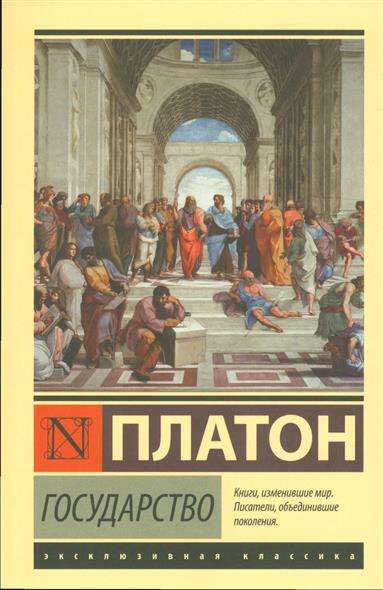 N ПЛАТОН
ГОСУДАРСТВО
Книги, изменившие мир.
Писатели, объединившие
поколения.
эксклюзивная классика